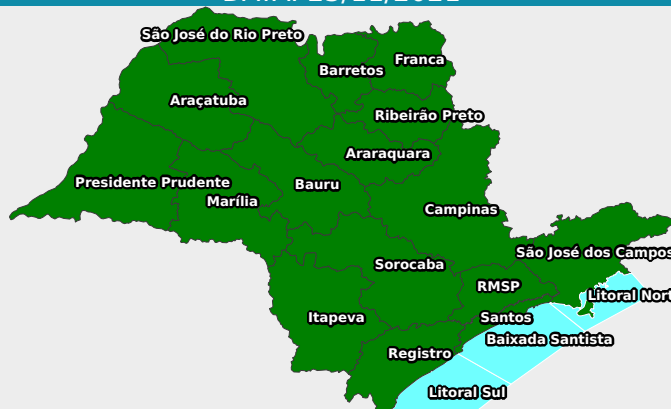 São José do Rio Preto
Franca
Barretos
Araçatuba
Ribeirão Preto
Araraquara
Presidente Prudente
Bauru
Marília
Campinas
São José dos Campos
Sorocaba
RMSP
Litoral Nort
Itapeva
Santos
Baixada Santista
Registro
Litoral Sul